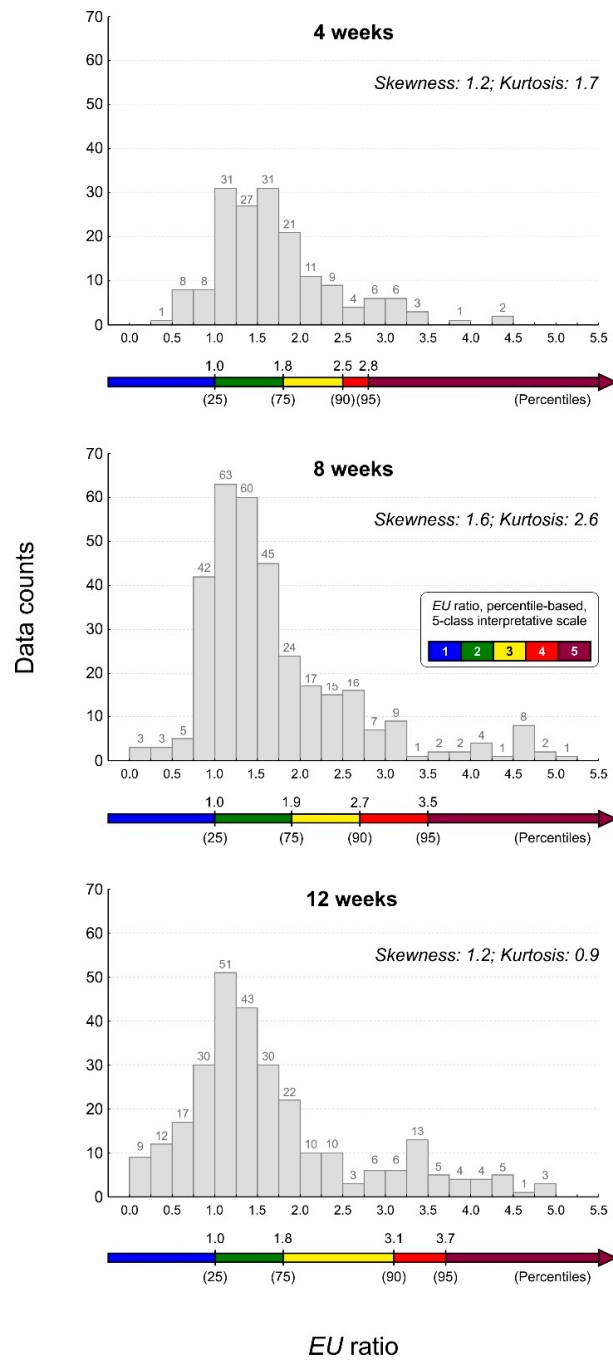 4 weeks
Skewness: 1.2; Kurtosis: 1.7
70
60
50
40
30
20
10
0
1 8 8 31 27 31 21 11 9 4 6 6 3 1 2
0.0 0.5 1.0 1.5 2.0 2.5 3.0 3.5 4.0 4.5 5.0 5.5
1.0 1.8 2.5 2.8
(25) (75) (90) (95) (Percentiles)
Data counts
8 weeks
Skewness: 1.6; Kurtosis: 2.6
70
60
50
40
30
20
10
0
3 3 5 42 63 60 45 24 17 15 16 7 9 1 2 2 4 1 8 2 1
EU ratio, percentile-based,
5-class interpretative scale
1 2 3 4 5
0.0 0.5 1.0 1.5 2.0 2.5 3.0 3.5 4.0 4.5 5.0 5.5
1.0 1.9 2.7 3.5
(25) (75) (90) (95) (Percentiles)
12 weeks
Skewness: 1.2; Kurtosis: 0.9
70
60
50
40
30
20
10
0
9 12 17 30 51 43 30 22 10 10 3 6 6 13 5 4 4 5 1 3
0.0 0.5 1.0 1.5 2.0 2.5 3.0 3.5 4.0 4.5 5.0 5.5
1.0 1.8 3.1 3.7
(25) (75) (90) (95) (Percentiles)
EU ratio